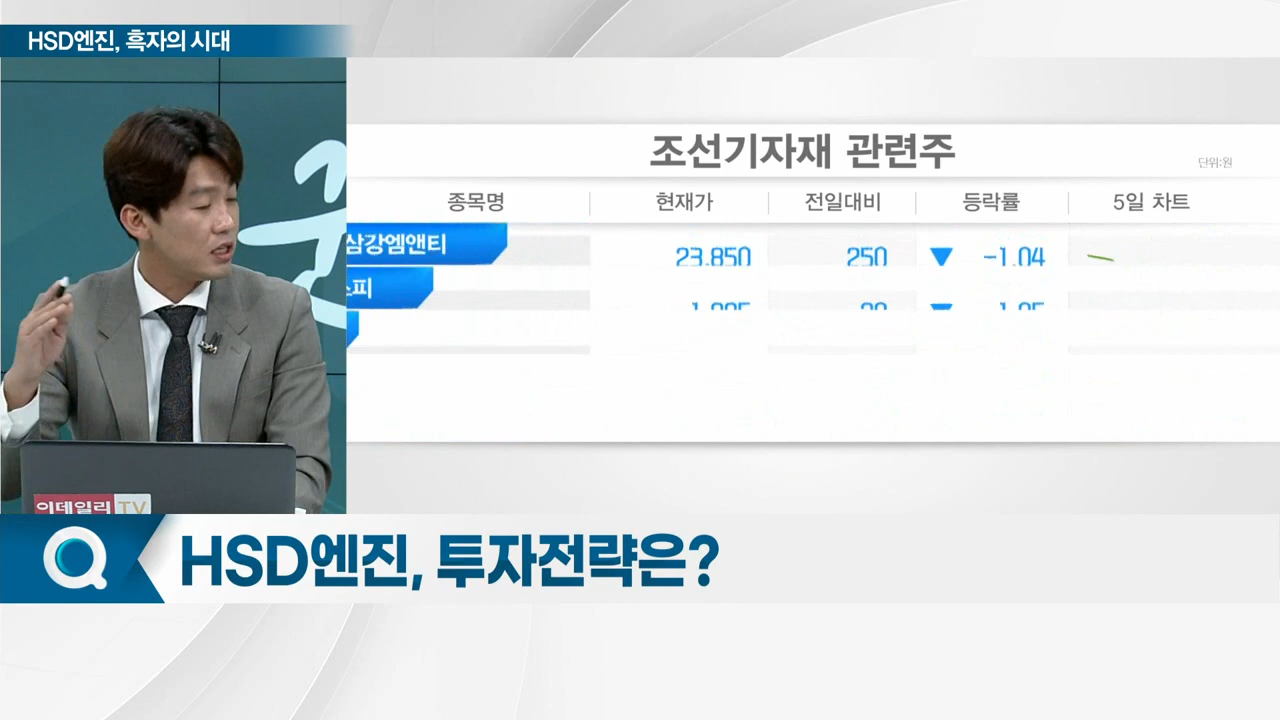 HSD엔진, 흑자의 시대
조선기자재 관련주
단위:원
종목명 현재가 전일대비 등락률 5일 차트
삼강엠앤티 23,850 250 ▼ -1.04
피
이데일리TV
HSD엔진, 투자전략은?